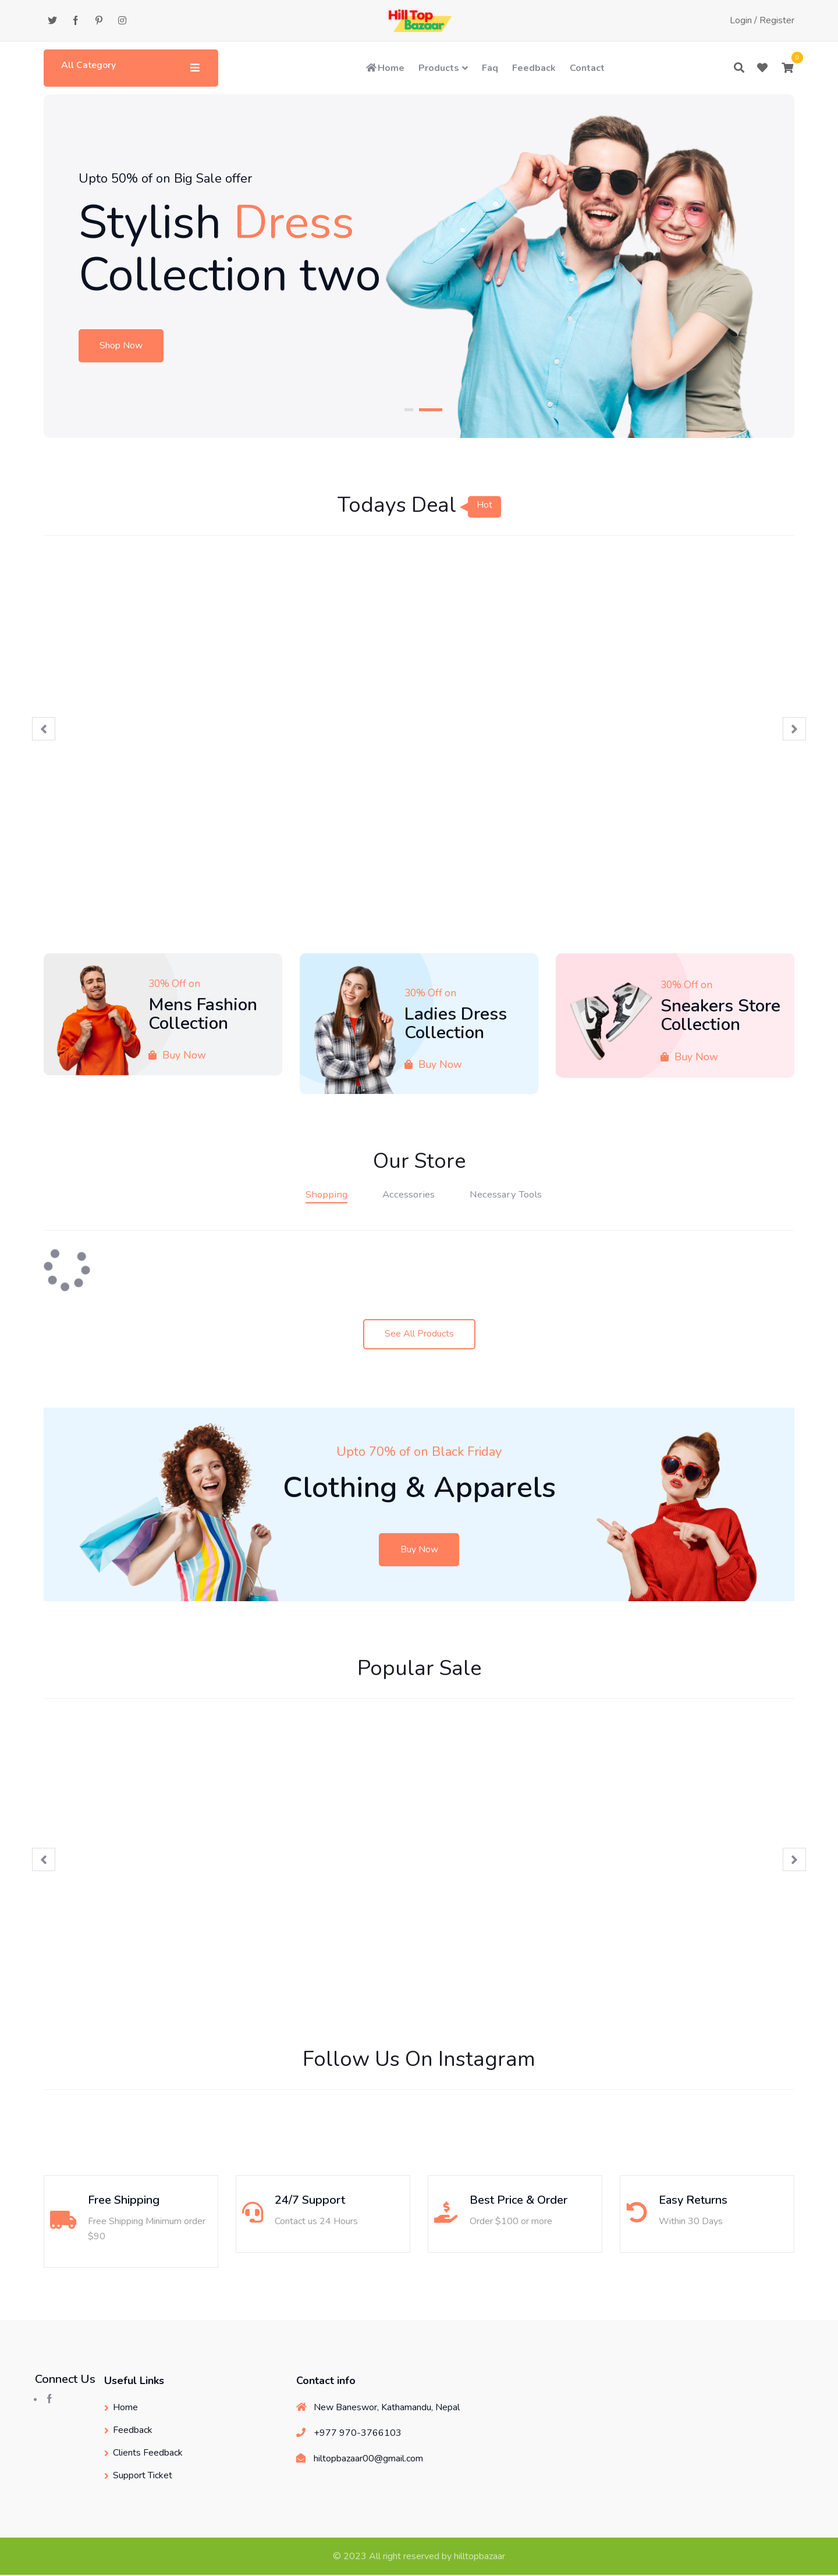 Hill Top
Bazaar
Login / Register
All Category
Home
Products
Faq
Feedback
Contact
0
Upto 50% of on Big Sale offer
Stylish Dress
Collection two
Shop Now
Todays Deal
Hot
30% Off on
Mens Fashion
Collection
Buy Now
30% Off on
Ladies Dress
Collection
Buy Now
30% Off on
Sneakers Store
Collection
Buy Now
Our Store
Shopping
Accessories
Necessary Tools
See All Products
Upto 70% of on Black Friday
Clothing & Apparels
Buy Now
Popular Sale
Follow Us On Instagram
Free Shipping
Free Shipping Minimum order
$90
24/7 Support
Contact us 24 Hours
Best Price & Order
Order $100 or more
Easy Returns
Within 30 Days
Connect Us
Useful Links
Home
Feedback
Clients Feedback
Support Ticket
Contact info
New Baneswor, Kathamandu, Nepal
+977 970-3766103
hiltopbazaar00@gmail.com
© 2023 All right reserved by hilltopbazaar